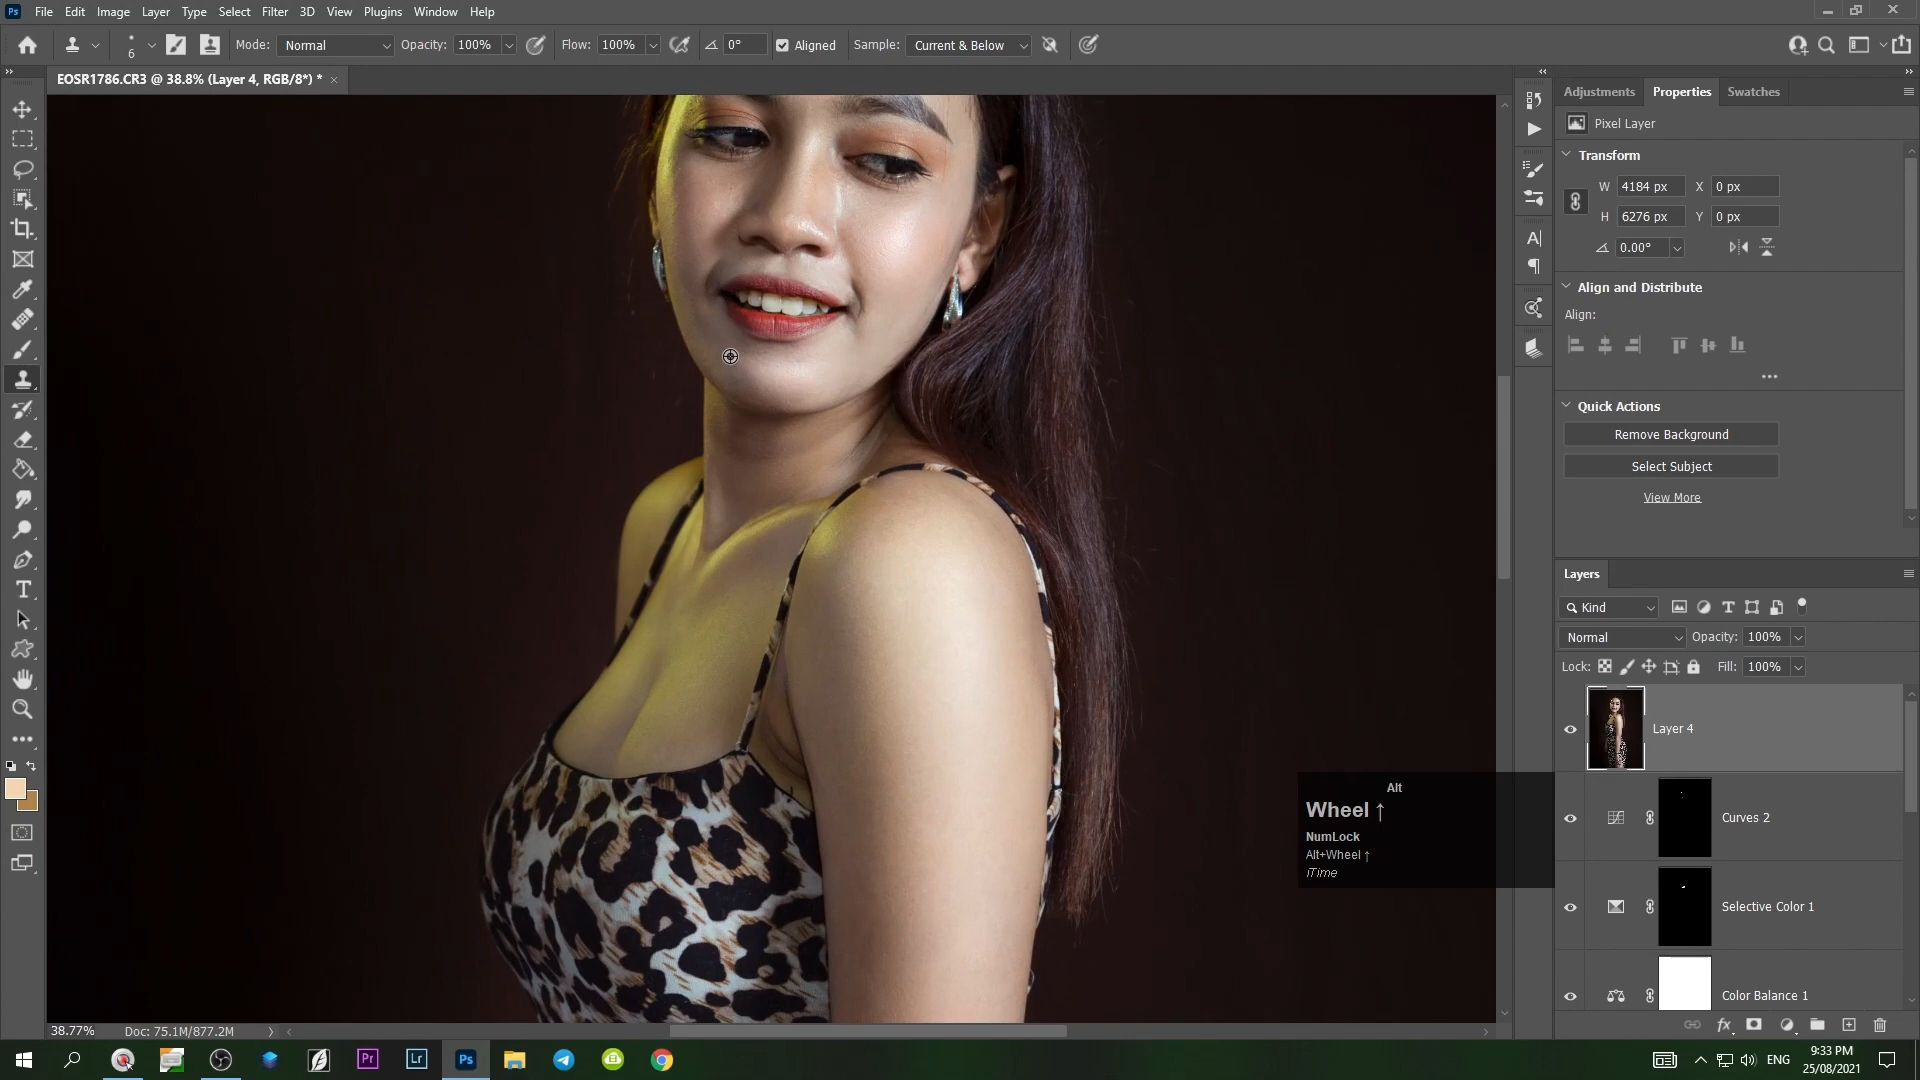 Ps File Edit Image Layer Type Select Filter 3D View Plugins Window Help
6 Mode: Normal Opacity: 100% Flow: 100% 0° Aligned Sample: Current & Below
EOSR1786.CR3 @ 38.8% (Layer 4, RGB/8*) *
Adjustments Properties Swatches
Pixel Layer
Transform
W 4184 px X 0 px
H 6276 px Y 0 px
0.00°
Align and Distribute
Align:
Quick Actions
Remove Background
Select Subject
View More
Layers
Kind
Normal Opacity: 100%
Lock: Fill: 100%
Layer 4
Alt
Wheel ↑
NumLock
Alt+Wheel ↑
iTime
Curves 2
Selective Color 1
Color Balance 1
38.77% Doc: 75.1M/877.2M
Pr Lr Ps
ENG
9:33 PM
25/08/2021